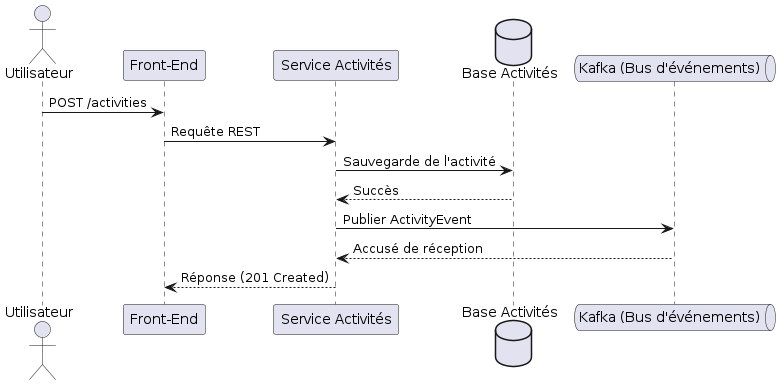 Utilisateur
Front-End
Service Activités
Base Activités
Kafka (Bus d'événements)
POST /activities
Requête REST
Sauvegarde de l'activité
Succès
Publier ActivityEvent
Accusé de réception
Réponse (201 Created)
Utilisateur
Front-End
Service Activités
Base Activités
Kafka (Bus d'événements)